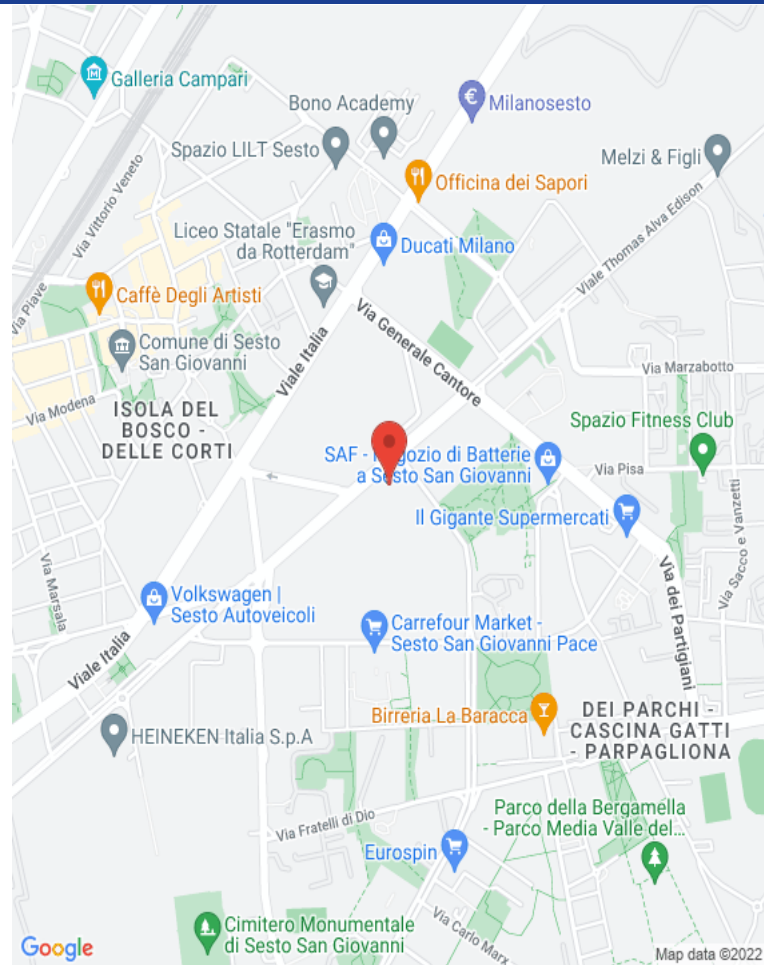 Galleria Campari
Milanosesto
Bono Academy
Spazio LILT Sesto
Melzi & Figli
Officina dei Sapori
Via Vittorio Veneto
Viale Thomas Alva Edison
Liceo Statale "Erasmo
da Rotterdam"
Ducati Milano
Via Piave
Caffè Degli Artisti
Via Generale Cantore
Comune di Sesto
San Giovanni
Viale Italia
Via Marzabotto
Via Modena
ISOLA DEL
BOSCO -
DELLE CORTI
Spazio Fitness Club
SAF - Negozio di Batterie
a Sesto San Giovanni
Via Pisa
Il Gigante Supermercati
Via Sacco e Vanzetti
Via Marsala
Volkswagen |
Sesto Autoveicoli
Via dei Partigiani
Carrefour Market -
Sesto San Giovanni Pace
Viale Italia
Birreria La Baracca
DEI PARCHI -
CASCINA GATTI
- PARPAGLIONA
HEINEKEN Italia S.p.A
Parco della Bergamella
- Parco Media Valle del...
Via Fratelli di Dio
Eurospin
Via Carlo Marx
Cimitero Monumentale
di Sesto San Giovanni
Google
Map data ©2022